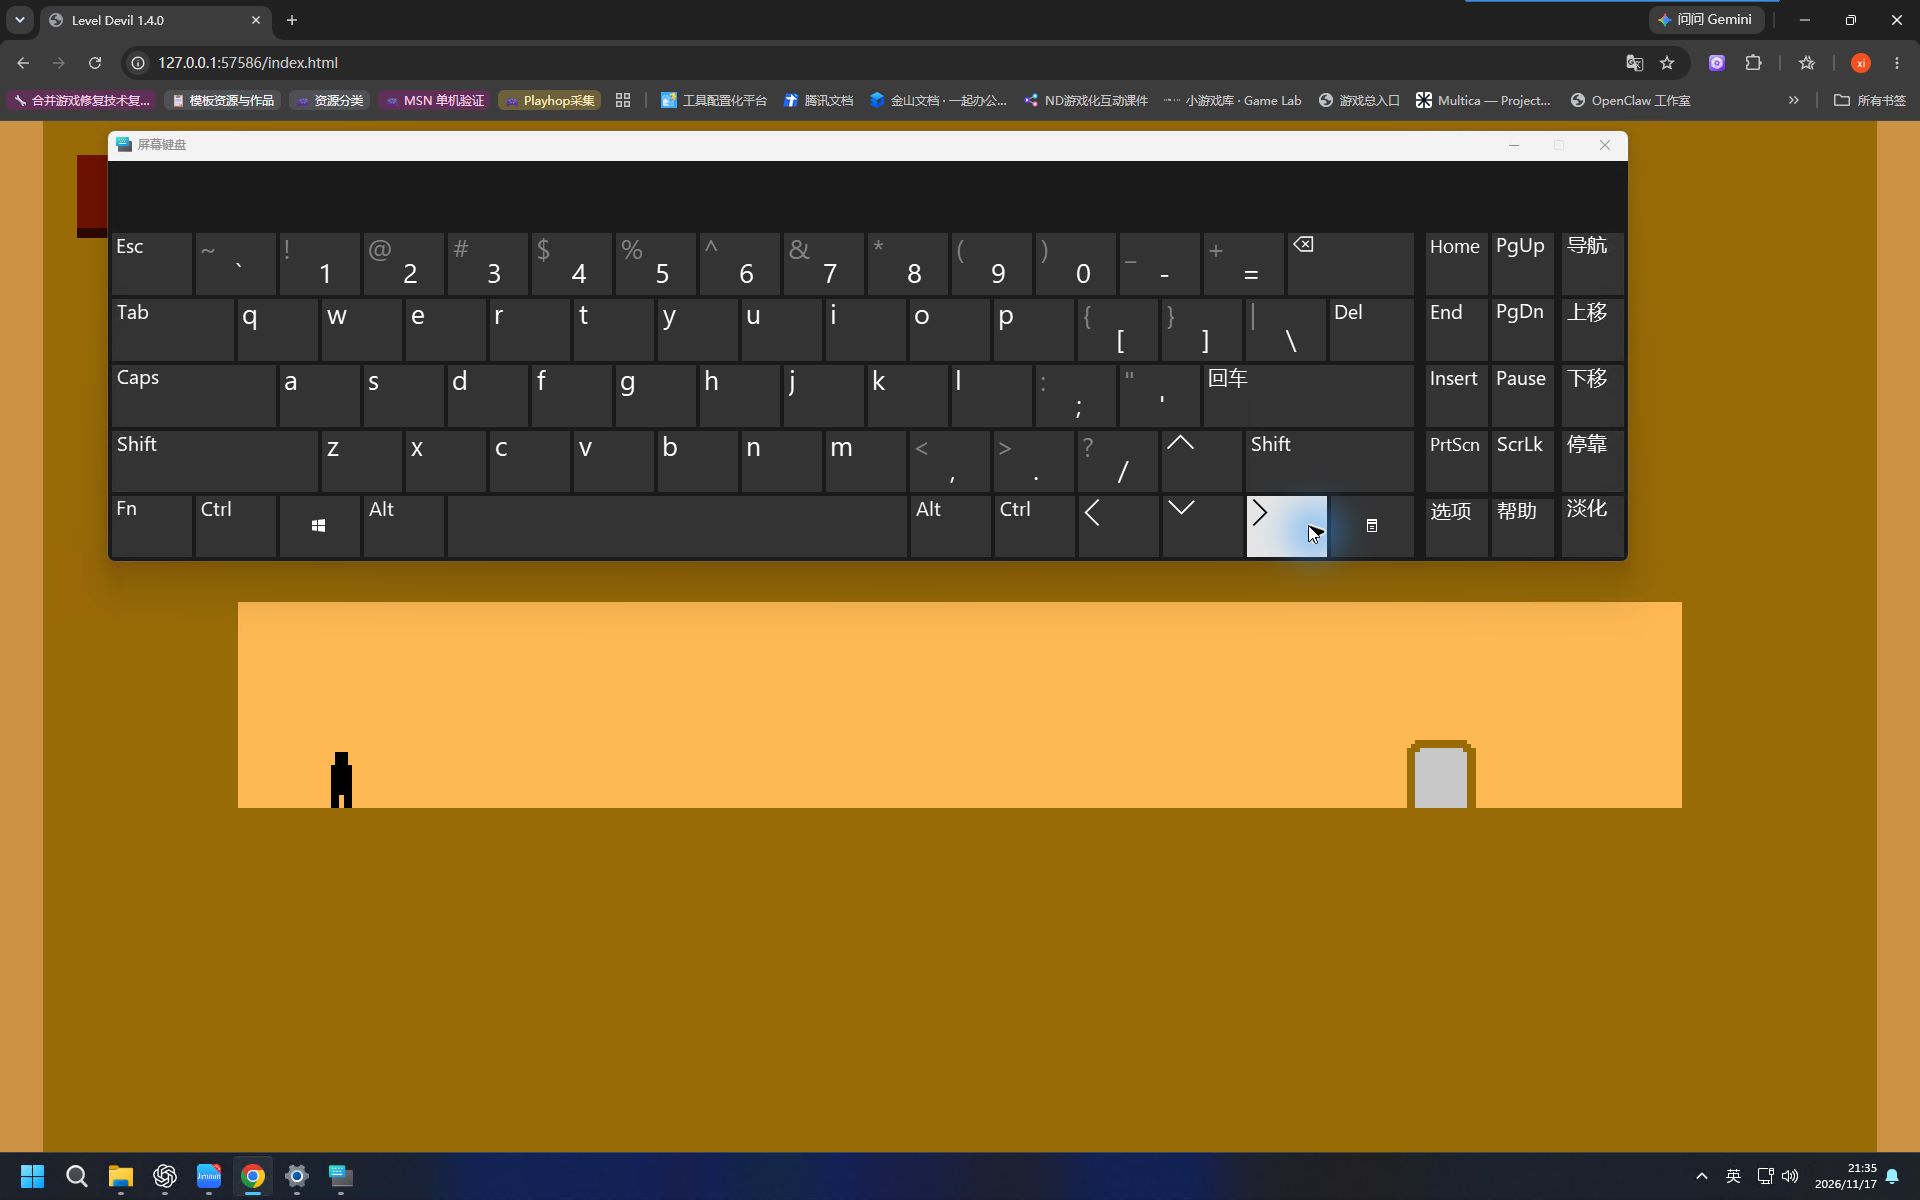 Level Devil 1.4.0
问问 Gemini
127.0.0.1:57586/index.html
xi
合并游戏修复技术复...
模板资源与作品
资源分类
MSN 单机验证
Playhop采集
工具配置化平台
腾讯文档
金山文档 · 一起办公...
ND游戏化互动课件
小游戏库 · Game Lab
游戏总入口
Multica — Project...
OpenClaw 工作室
»
所有书签
屏幕键盘
Esc ~ ` ! 1 @ 2 # 3 $ 4 % 5 ^ 6 & 7 * 8 ( 9 ) 0 _ - + = Home PgUp 导航
Tab q w e r t y u i o p { [ } ] | \ Del End PgDn 上移
Caps a s d f g h j k l : ; " ' 回车 Insert Pause 下移
Shift z x c v b n m < , > . ? / Shift PrtScn ScrLk 停靠
Fn Ctrl Alt Alt Ctrl 选项 帮助 淡化
英
21:35
2026/11/17